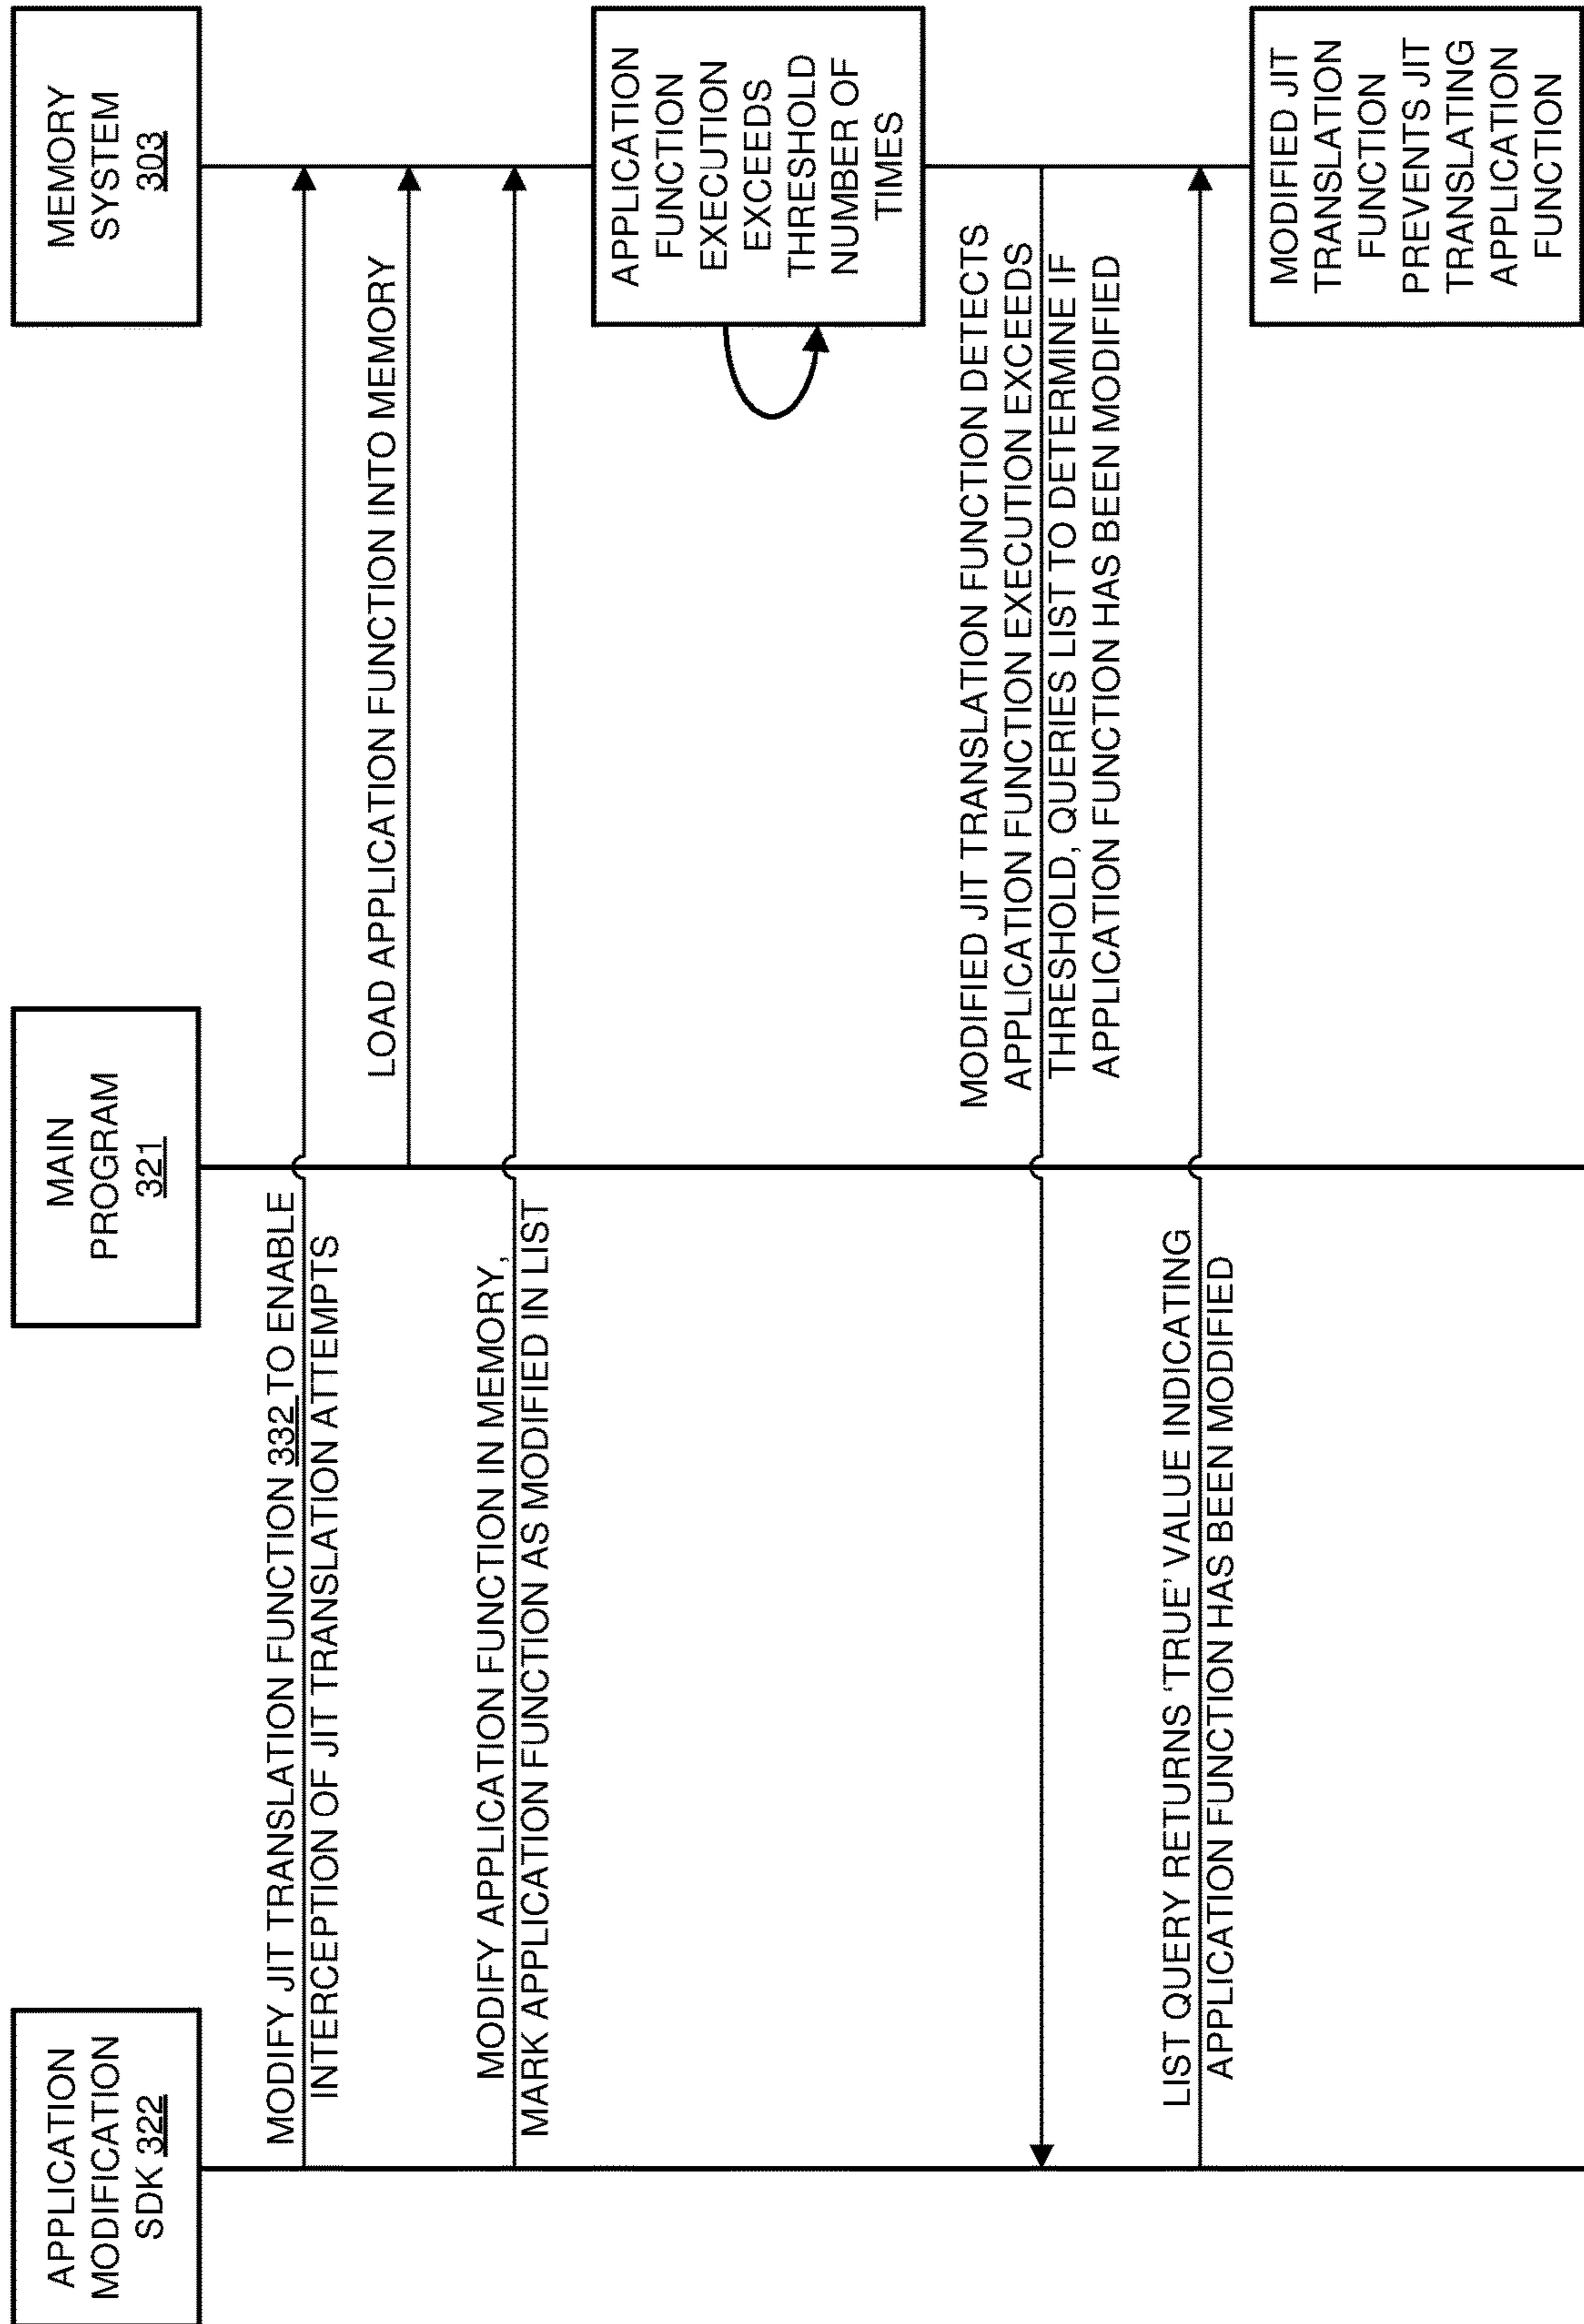 APPLICATION
MODIFICATION
SDK 322
MAIN
PROGRAM
321
MEMORY
SYSTEM
303
MODIFY JIT TRANSLATION FUNCTION 332 TO ENABLE
INTERCEPTION OF JIT TRANSLATION ATTEMPTS
LOAD APPLICATION FUNCTION INTO MEMORY
MODIFY APPLICATION FUNCTION IN MEMORY,
MARK APPLICATION FUNCTION AS MODIFIED IN LIST
APPLICATION
FUNCTION
EXECUTION
EXCEEDS
THRESHOLD
NUMBER OF
TIMES
MODIFIED JIT TRANSLATION FUNCTION DETECTS
APPLICATION FUNCTION EXECUTION EXCEEDS
THRESHOLD, QUERIES LIST TO DETERMINE IF
APPLICATION FUNCTION HAS BEEN MODIFIED
LIST QUERY RETURNS 'TRUE' VALUE INDICATING
APPLICATION FUNCTION HAS BEEN MODIFIED
MODIFIED JIT
TRANSLATION
FUNCTION
PREVENTS JIT
TRANSLATING
APPLICATION
FUNCTION